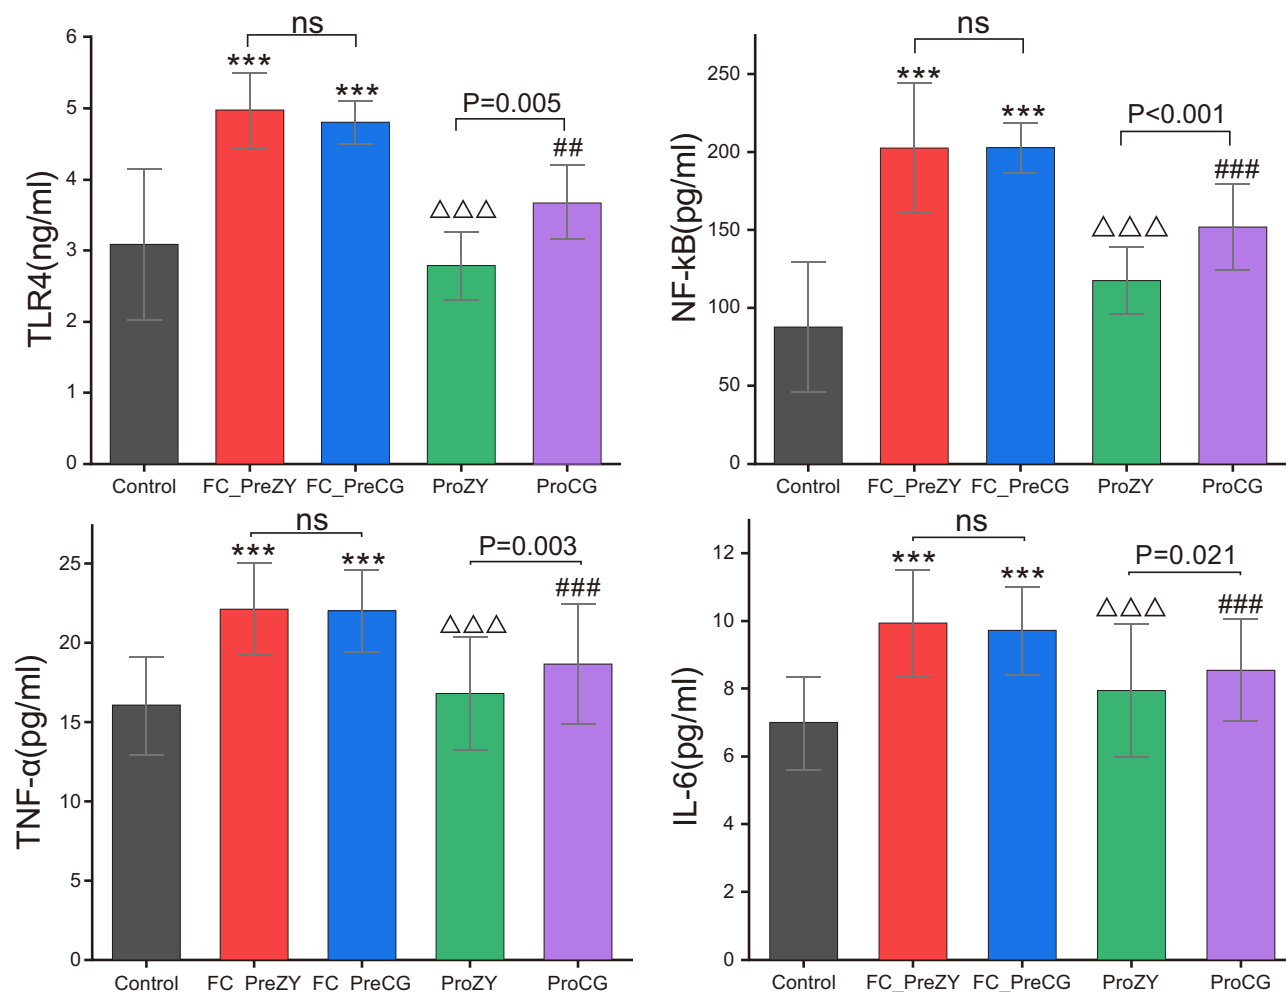 ns
***
***
P=0.005
##
△△△
TLR4(ng/ml)
6
5
4
3
2
1
0
Control
FC_PreZY
FC_PreCG
ProZY
ProCG
ns
***
***
P<0.001
###
△△△
NF-kB(pg/ml)
250
200
150
100
50
0
Control
FC_PreZY
FC_PreCG
ProZY
ProCG
ns
***
***
P=0.003
###
△△△
TNF-α(pg/ml)
25
20
15
10
5
0
Control
FC_PreZY
FC_PreCG
ProZY
ProCG
ns
***
***
P=0.021
###
△△△
IL-6(pg/ml)
12
10
8
6
4
2
0
Control
FC_PreZY
FC_PreCG
ProZY
ProCG